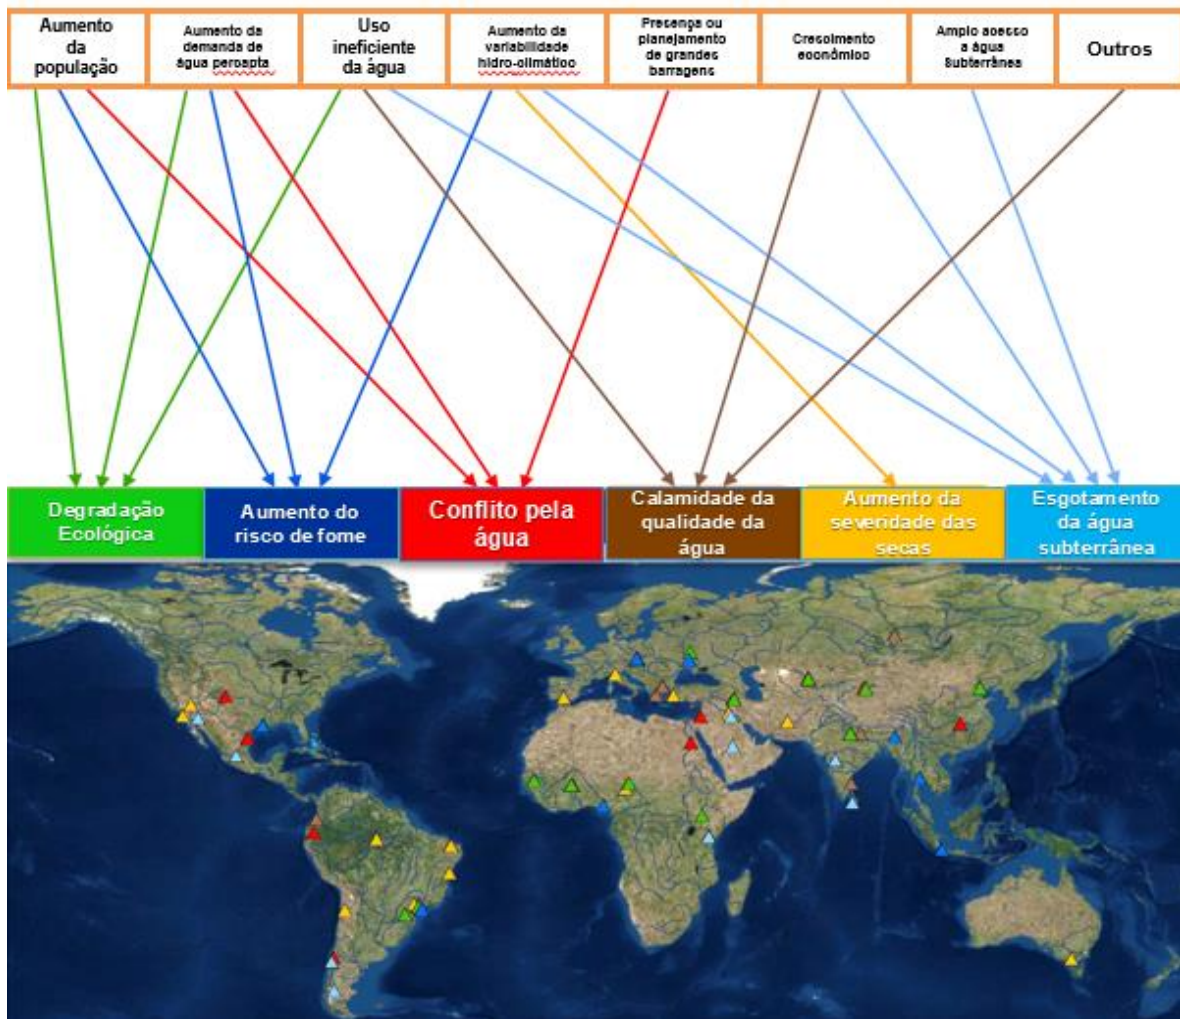 Aumento
da
população
Aumento da
demanda de
água percapta
Uso
ineficiente
da água
Aumento da
variabilidade
hidro-olimático
Presença ou
planejamento
de grandes
barragens
Crescimento
econômico
Amplo acesso
a água
Subterrânea
Outros
Degradação
Ecológica
Aumento do
risco de fome
Conflito pela
água
Calamidade da
qualidade da
água
Aumento da
severidade das
secas
Esgotamento
da água
subterrânea